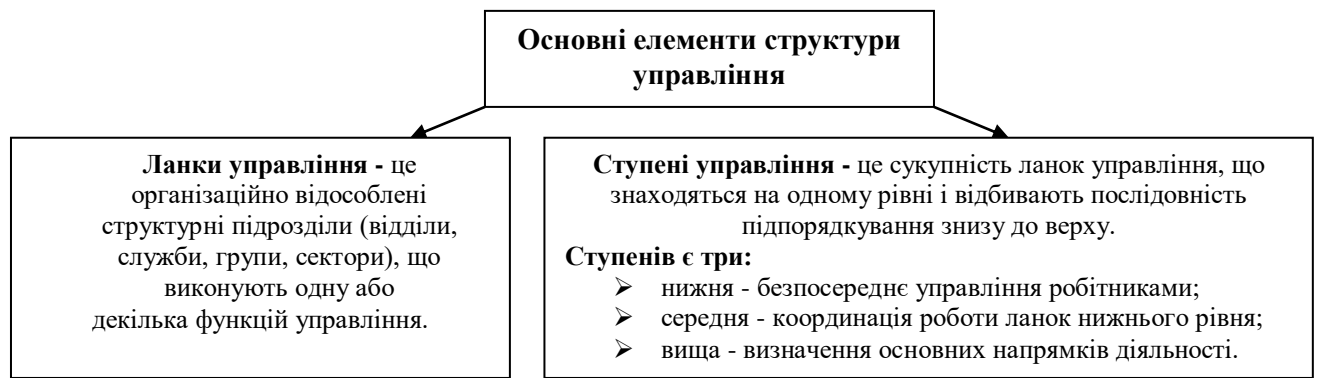 Основні елементи структури
управління
Ланки управління - це
організаційно відособлені
структурні підрозділи (відділи,
служби, групи, сектори), що
виконують одну або
декілька функцій управління.
Ступені управління - це сукупність ланок управління, що
знаходяться на одному рівні і відбивають послідовність
підпорядкування знизу до верху.
Ступенів є три:
➢ нижня - безпосереднє управління робітниками;
➢ середня - координація роботи ланок нижнього рівня;
➢ вища - визначення основних напрямків діяльності.